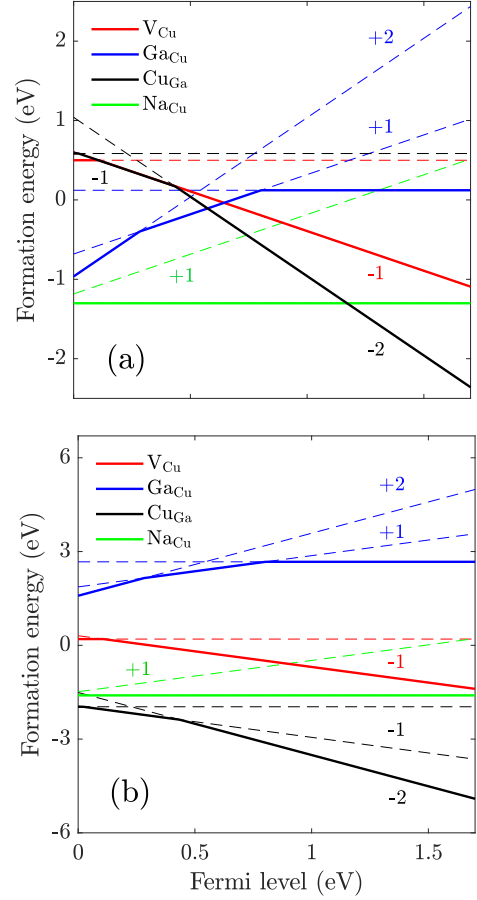 2
1
0
-1
-2
Formation energy (eV)
V_Cu
Ga_Cu
Cu_Ga
Na_Cu
+2
+1
-1
+1
-1
-2
(a)
6
3
0
-3
-6
Formation energy (eV)
V_Cu
Ga_Cu
Cu_Ga
Na_Cu
+2
+1
+1
-1
-1
-2
(b)
0
0.5
1
1.5
Fermi level (eV)